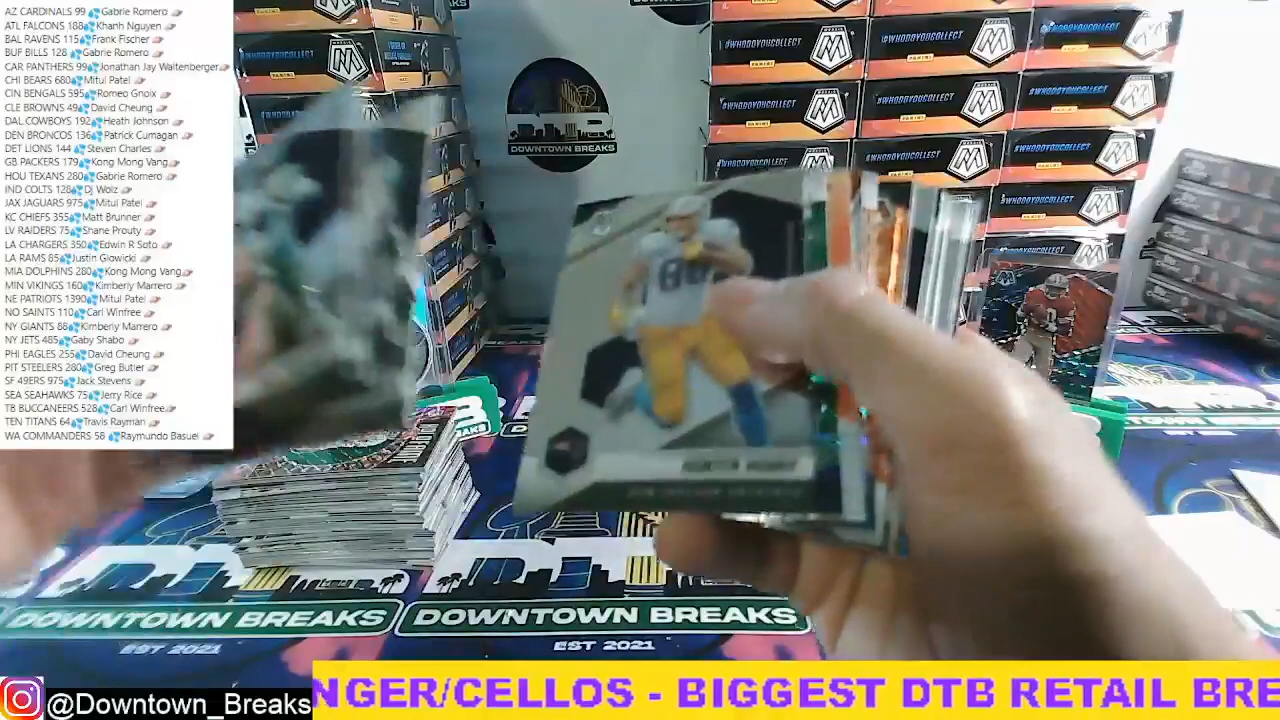 AZ CARDINALS 99 Gabrie Romero
ATL FALCONS 188 Khanh Nguyen
BAL RAVENS 115 Frank Fischer
BUF BILLS 128 Gabrie Romero
CAR PANTHERS 99 Jonathan Jay Waltenberger
CHI BEARS 680 Mitul Patel
CIN BENGALS 595 Romeo Gnoix
CLE BROWNS 49 David Cheung
DAL COWBOYS 192 Heath Johnson
DEN BRONCOS 136 Patrick Cumagan
DET LIONS 144 Steven Charles
GB PACKERS 179 Kong Mong Vang
HOU TEXANS 280 Gabrie Romero
IND COLTS 128 DJ Wolz
JAX JAGUARS 975 Mitul Patel
KC CHIEFS 355 Matt Brunner
LV RAIDERS 75 Shane Prouty
LA CHARGERS 350 Edwin R Soto
LA RAMS 65 Justin Glowicki
MIA DOLPHINS 280 Kong Mong Vang
MIN VIKINGS 160 Kimberly Marrero
NE PATRIOTS 1390 Mitul Patel
NO SAINTS 110 Carl Winfree
NY GIANTS 88 Kimberly Marrero
NY JETS 485 Gaby Shabo
PHI EAGLES 255 David Cheung
PIT STEELERS 280 Greg Butler
SF 49ERS 975 Jack Stevens
SEA SEAHAWKS 75 Jerry Rice
TB BUCCANEERS 528 Carl Winfree
TEN TITANS 64 Travis Rayman
WA COMMANDERS 58 Raymundo Basuel
#WHODOYOUCOLLECT
#WHODOYOUCOLLECT
#WHODOYOUCOLLECT
#WHODOYOUCOLLECT
#WHODOYOUCOLLECT
#WHODOYOUCOLLECT
PANINI
DOWNTOWN BREAKS
DOWNTOWN BREAKS
EST 2021
DOWNTOWN BREAKS
EST 2021
@Downtown_Breaks
NGER/CELLOS - BIGGEST DTB RETAIL BRE